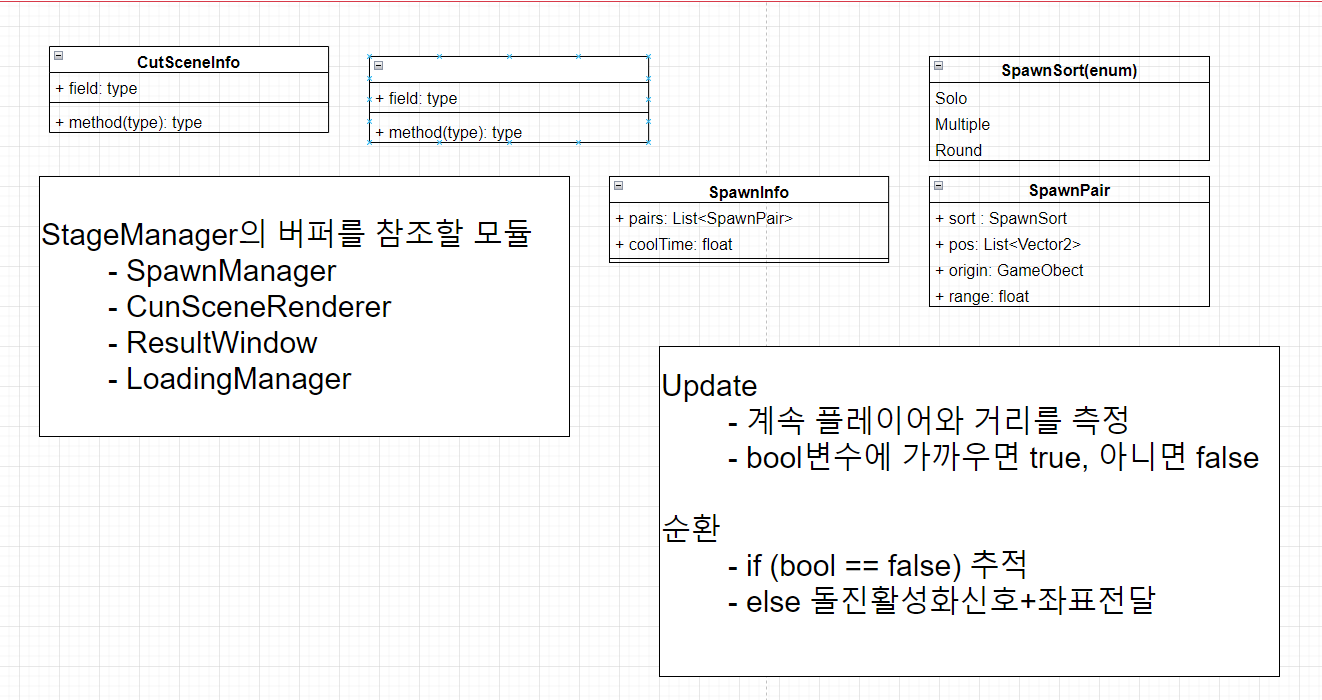 CutSceneInfo
+ field: type
+ method(type): type
+ field: type
+ method(type): type
SpawnSort(enum)
Solo
Multiple
Round
StageManager의 버퍼를 참조할 모듈
- SpawnManager
- CunSceneRenderer
- ResultWindow
- LoadingManager
SpawnInfo
+ pairs: List<SpawnPair>
+ coolTime: float
SpawnPair
+ sort : SpawnSort
+ pos: List<Vector2>
+ origin: GameObect
+ range: float
Update
- 계속 플레이어와 거리를 측정
- bool변수에 가까우면 true, 아니면 false
순환
- if (bool == false) 추적
- else 돌진활성화신호+좌표전달